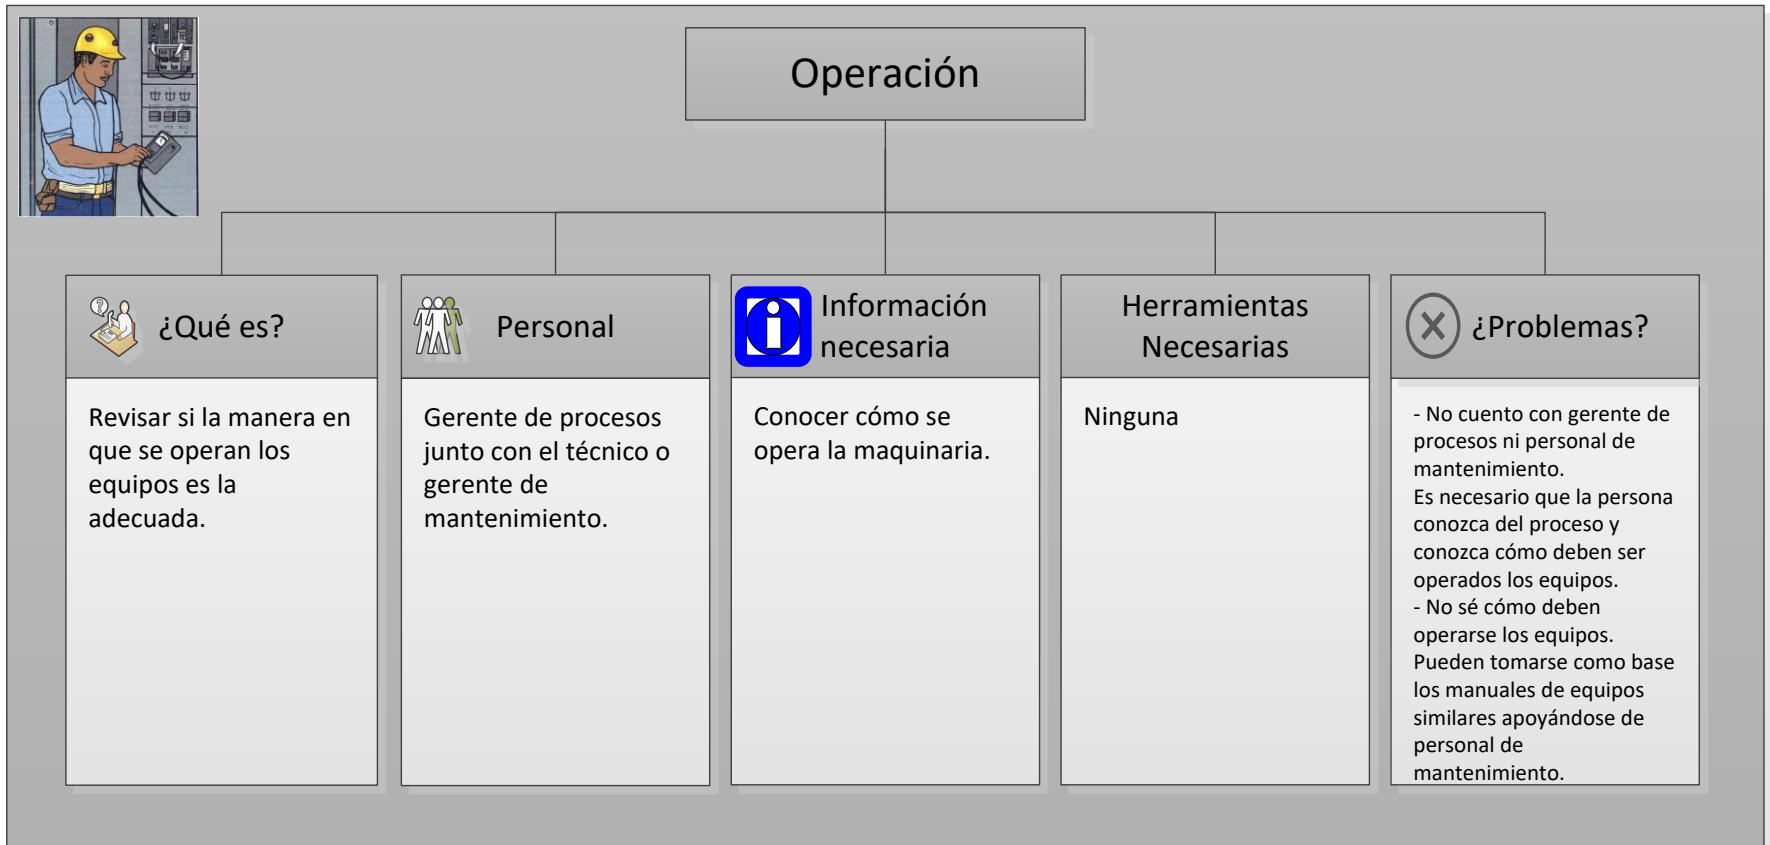 Operación
¿Qué es?
Revisar si la manera en
que se operan los
equipos es la
adecuada.
Personal
Gerente de procesos
junto con el técnico o
gerente de
mantenimiento.
Información
necesaria
Conocer cómo se
opera la maquinaria.
Herramientas
Necesarias
Ninguna
¿Problemas?
- No cuento con gerente de
procesos ni personal de
mantenimiento.
Es necesario que la persona
conozca del proceso y
conozca cómo deben ser
operados los equipos.
- No sé cómo deben
operarse los equipos.
Pueden tomarse como base
los manuales de equipos
similares apoyándose de
personal de
mantenimiento.